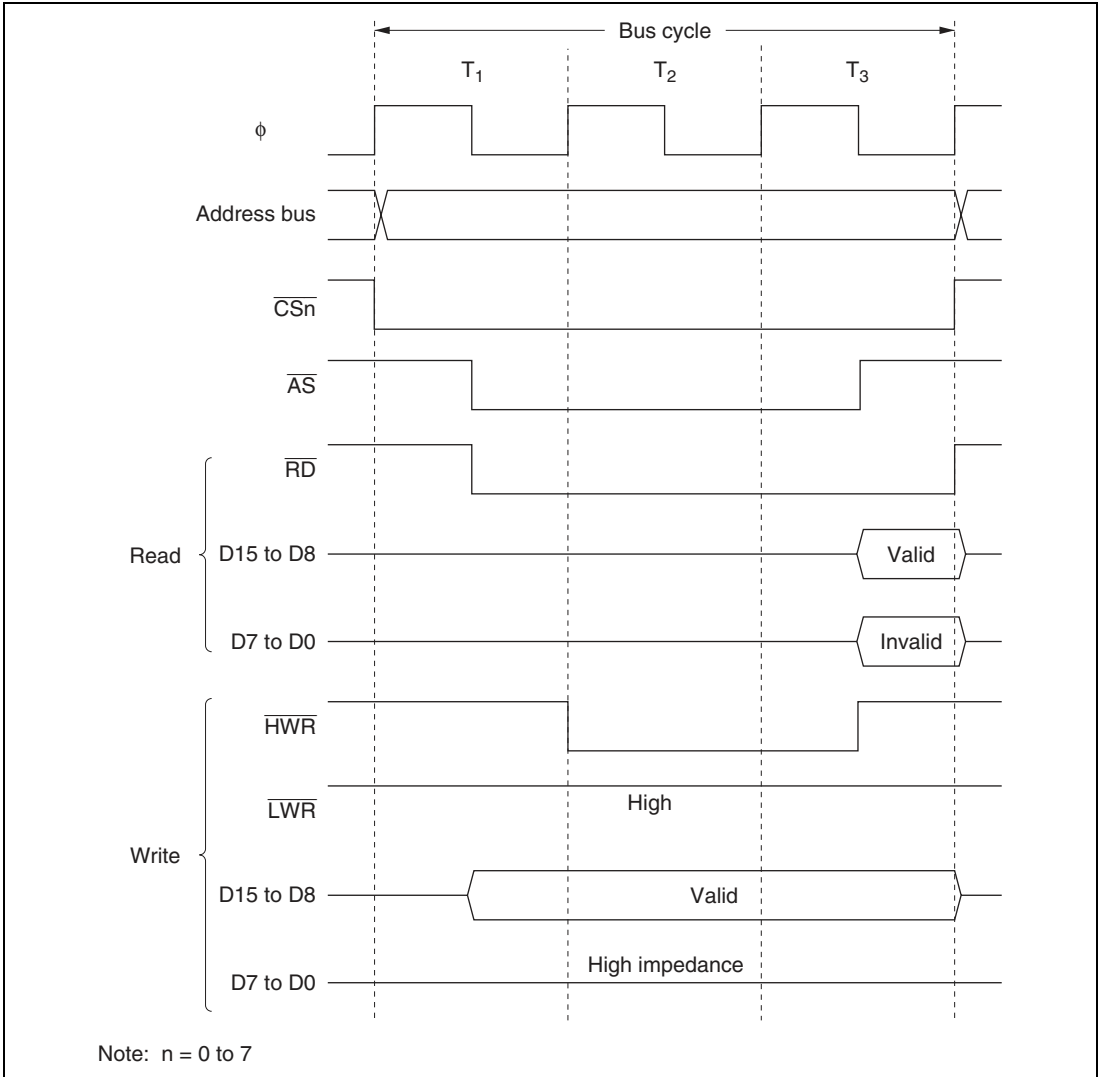 Bus cycle
T1 T2 T3
φ
Address bus
CSn
AS
RD
Read
D15 to D8
Valid
D7 to D0
Invalid
HWR
LWR
High
Write
D15 to D8
Valid
D7 to D0
High impedance
Note: n = 0 to 7